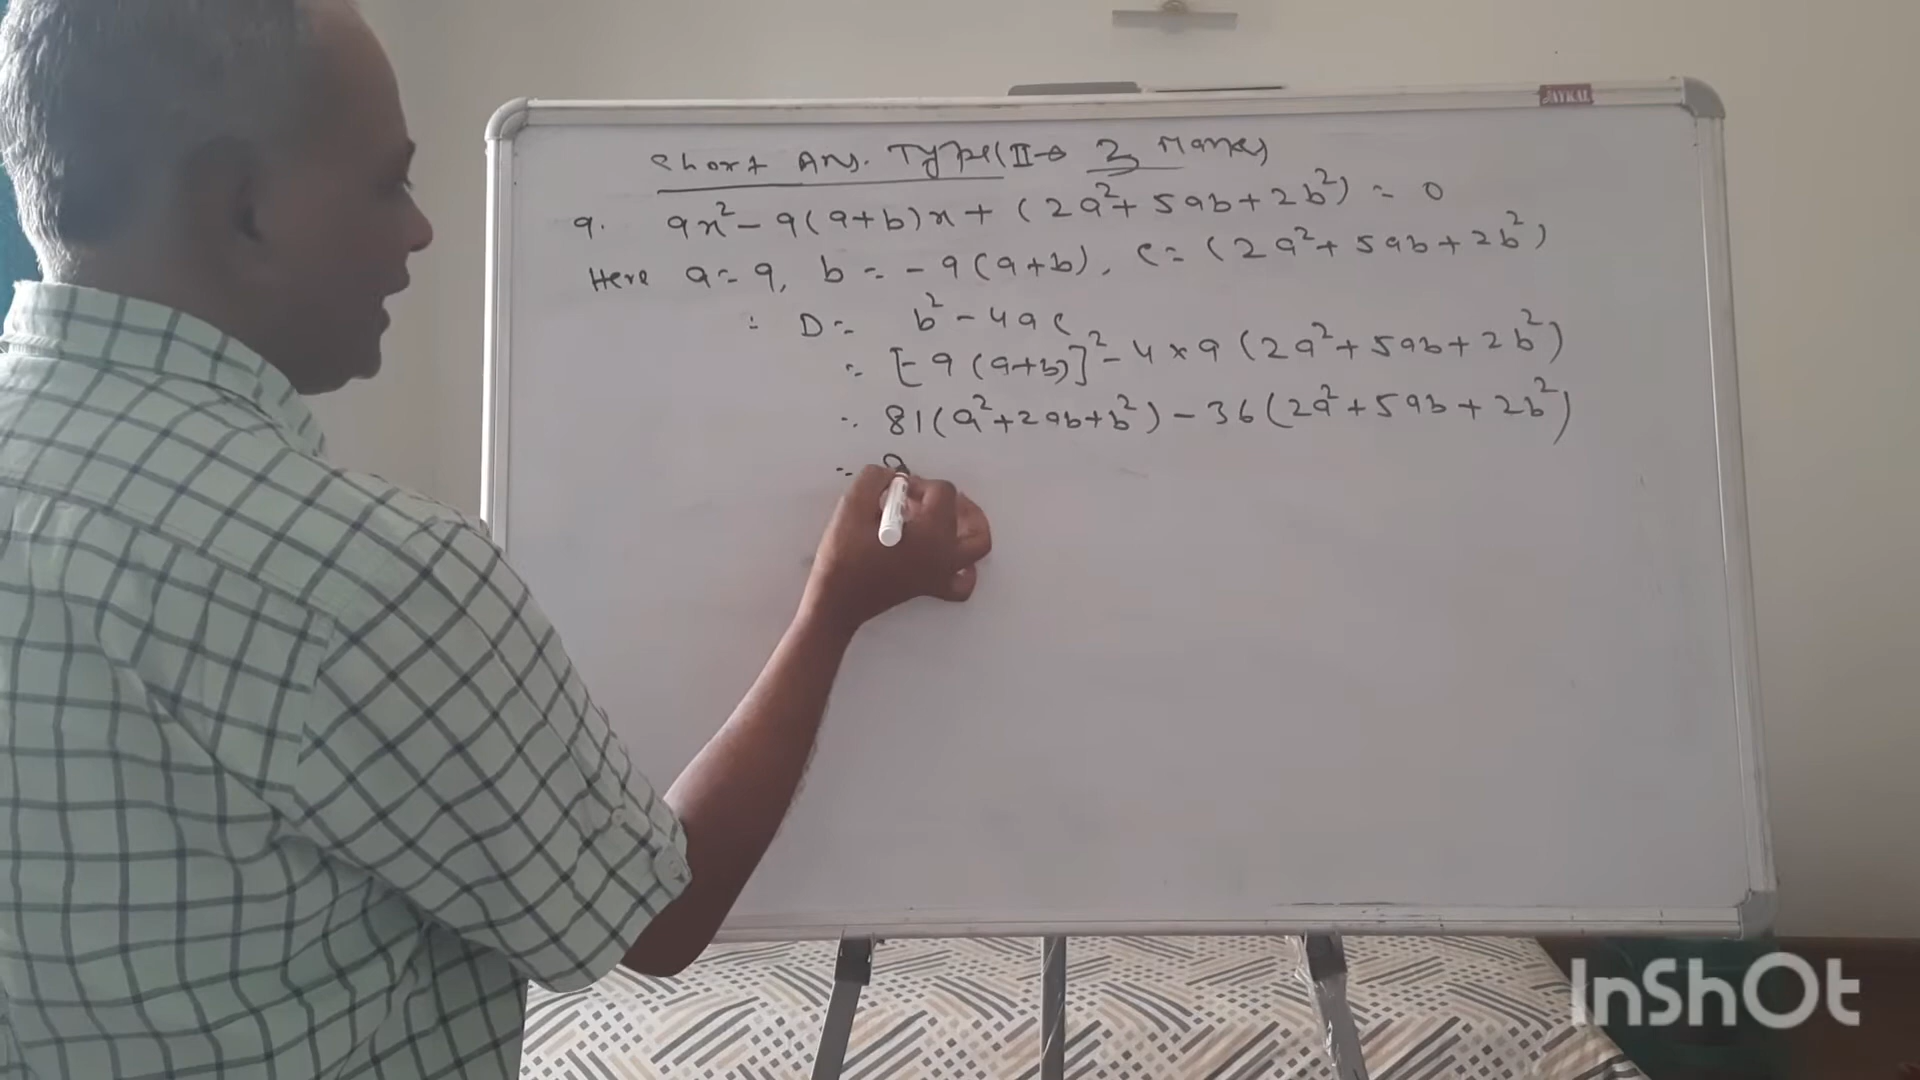 JAYKAL
Short Ans. Type(II→ 3 Marks)
9. 9x² - 9(a+b)x + (2a²+5ab+2b²) = 0
Here a = 9, b = -9(a+b), c = (2a²+5ab+2b²)
∴ D = b² - 4ac
= [-9(a+b)]² - 4×9(2a²+5ab+2b²)
= 81(a²+2ab+b²) - 36(2a²+5ab+2b²)
=
InShOt